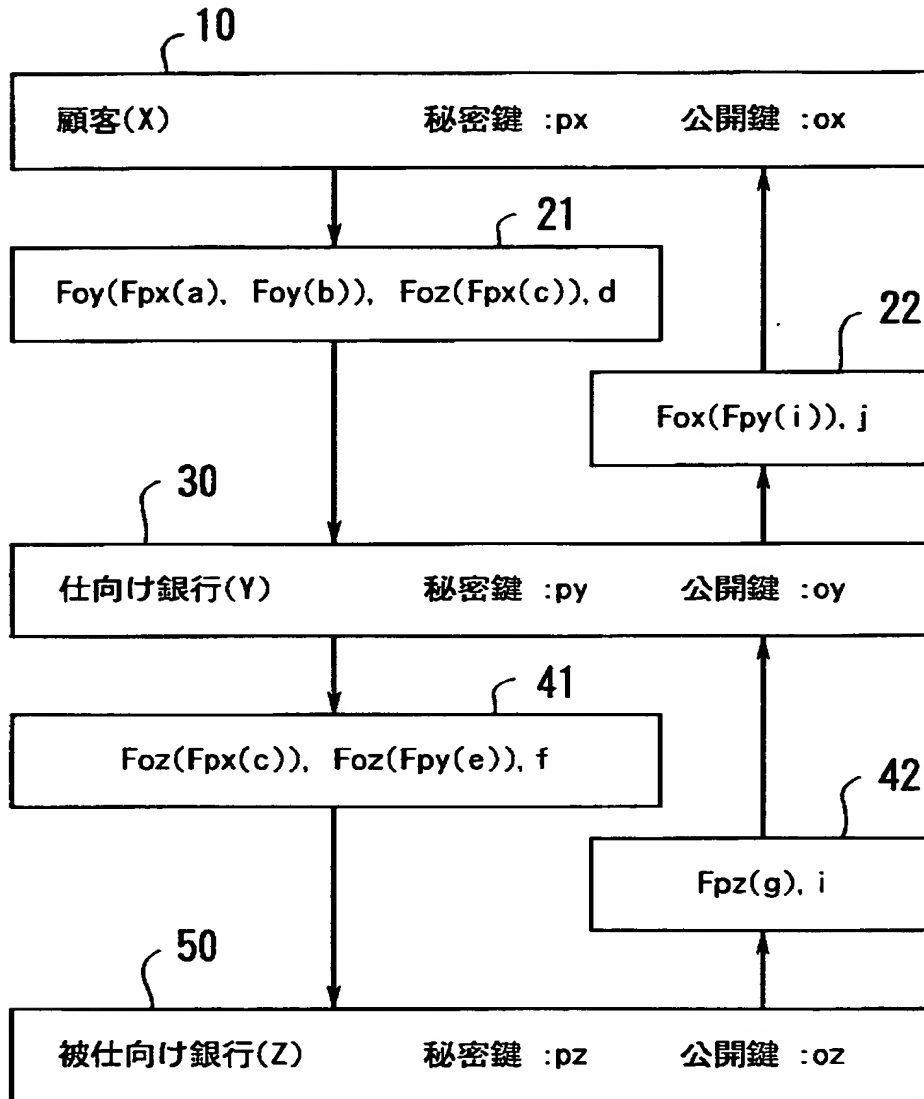 10
顧客(X) 秘密鍵 :px 公開鍵 :ox
21
Foy(Fpx(a), Foy(b)), Foz(Fpx(c)), d
22
Fox(Fpy(i)), j
30
仕向け銀行(Y) 秘密鍵 :py 公開鍵 :oy
41
Foz(Fpx(c)), Foz(Fpy(e)), f
42
Fpz(g), i
50
被仕向け銀行(Z) 秘密鍵 :pz 公開鍵 :oz